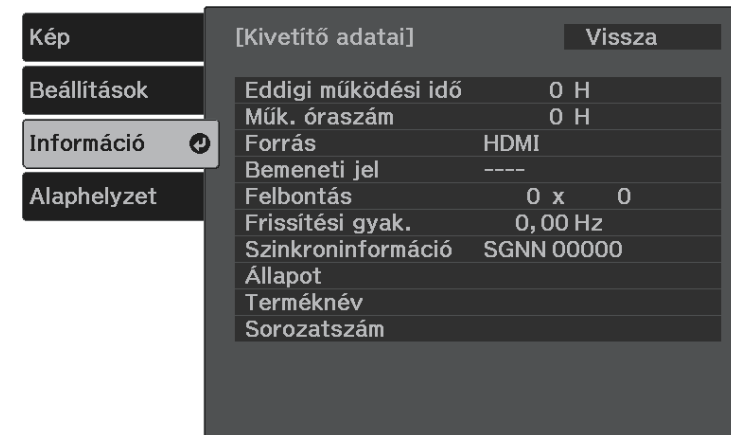 Kép
Beállítások
Információ
Alaphelyzet
[Kivetítő adatai] Vissza
Eddigi működési idő 0 H
Műk. óraszám 0 H
Forrás HDMI
Bemeneti jel ----
Felbontás 0 x 0
Frissítési gyak. 0,00 Hz
Szinkroninformáció SGNN 00000
Állapot
Terméknév
Sorozatszám